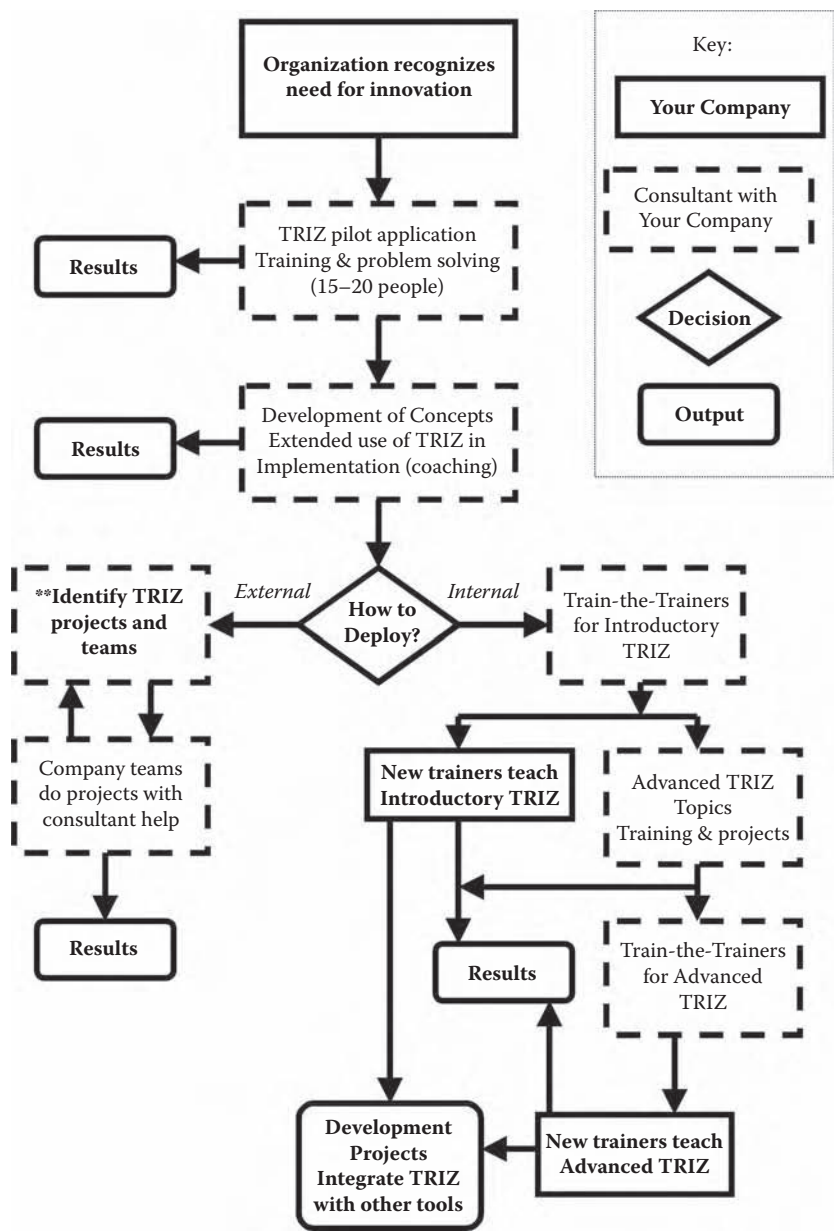 Organization recognizes
need for innovation
Key:
Your Company
Consultant with
Your Company
Decision
Output
TRIZ pilot application
Training & problem solving
(15–20 people)
Results
Development of Concepts
Extended use of TRIZ in
Implementation (coaching)
Results
How to
Deploy?
External
Internal
**Identify TRIZ
projects and
teams
Company teams
do projects with
consultant help
Results
Train-the-Trainers
for Introductory
TRIZ
New trainers teach
Introductory TRIZ
Advanced TRIZ
Topics
Training & projects
Results
Train-the-Trainers
for Advanced
TRIZ
Development
Projects
Integrate TRIZ
with other tools
New trainers teach
Advanced TRIZ